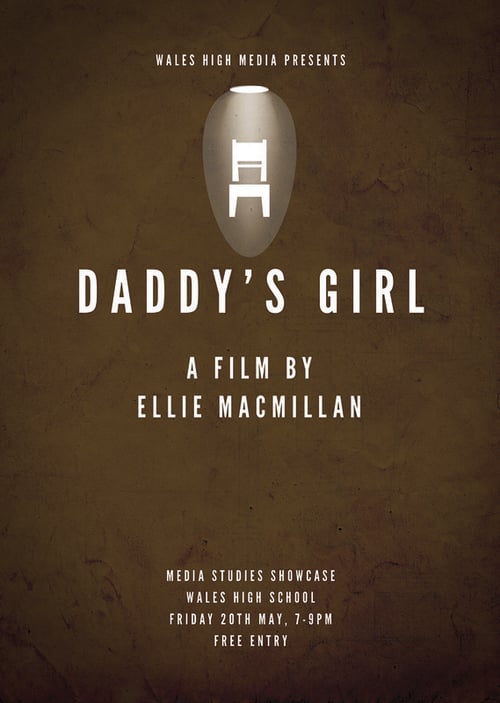 WALES HIGH MEDIA PRESENTS
DADDY'S GIRL
A FILM BY
ELLIE MACMILLAN
MEDIA STUDIES SHOWCASE
WALES HIGH SCHOOL
FRIDAY 20TH MAY, 7-9PM
FREE ENTRY